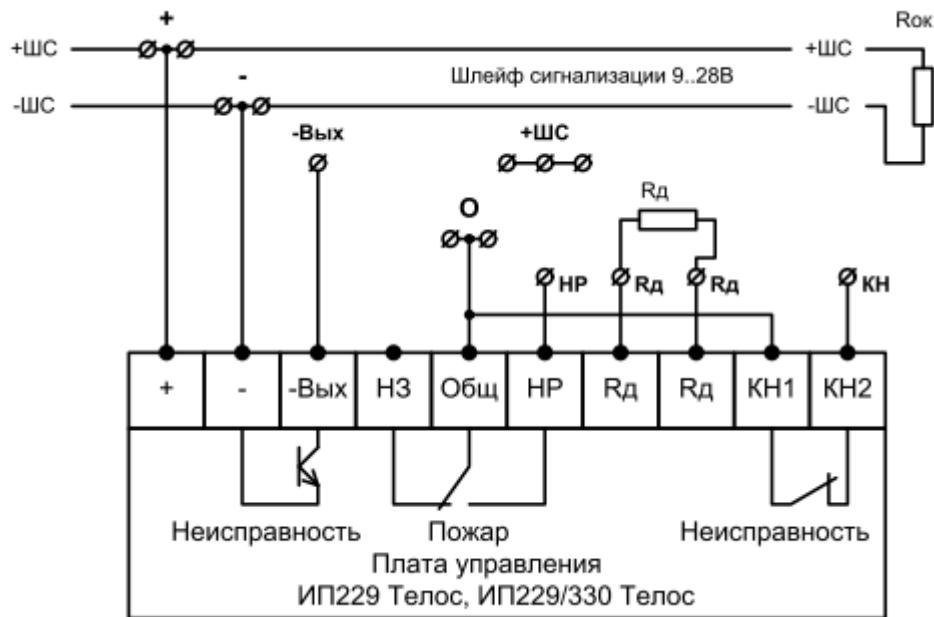 +
Rок
+ШС
+ШС
-
Шлейф сигнализации 9..28В
-ШС
-ШС
-Вых
+ШС
Rд
О
НР
Rд
Rд
КН
+
-
-Вых
НЗ
Общ
НР
Rд
Rд
КН1
КН2
Неисправность
Пожар
Неисправность
Плата управления
ИП229 Телос, ИП229/330 Телос